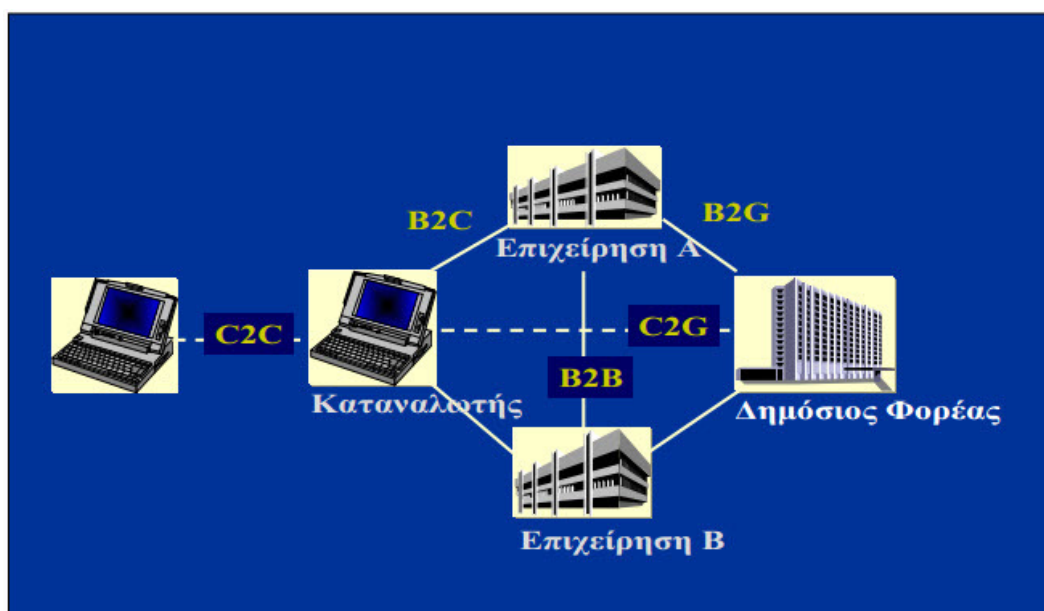 B2C
B2G
Επιχείρηση Α
C2C
C2G
B2B
Καταναλωτής
Δημόσιος Φορέας
Επιχείρηση Β